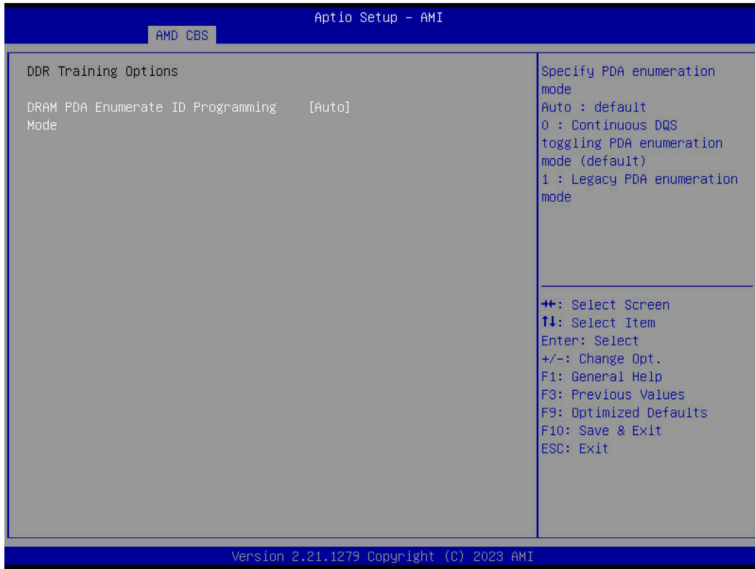 Aptio Setup – AMI
AMD CBS
DDR Training Options
DRAM PDA Enumerate ID Programming [Auto]
Mode
Specify PDA enumeration
mode
Auto : default
0 : Continuous DQS
toggling PDA enumeration
mode (default)
1 : Legacy PDA enumeration
mode
→←: Select Screen
↑↓: Select Item
Enter: Select
+/-: Change Opt.
F1: General Help
F3: Previous Values
F9: Optimized Defaults
F10: Save & Exit
ESC: Exit
Version 2.21.1279 Copyright (C) 2023 AMI